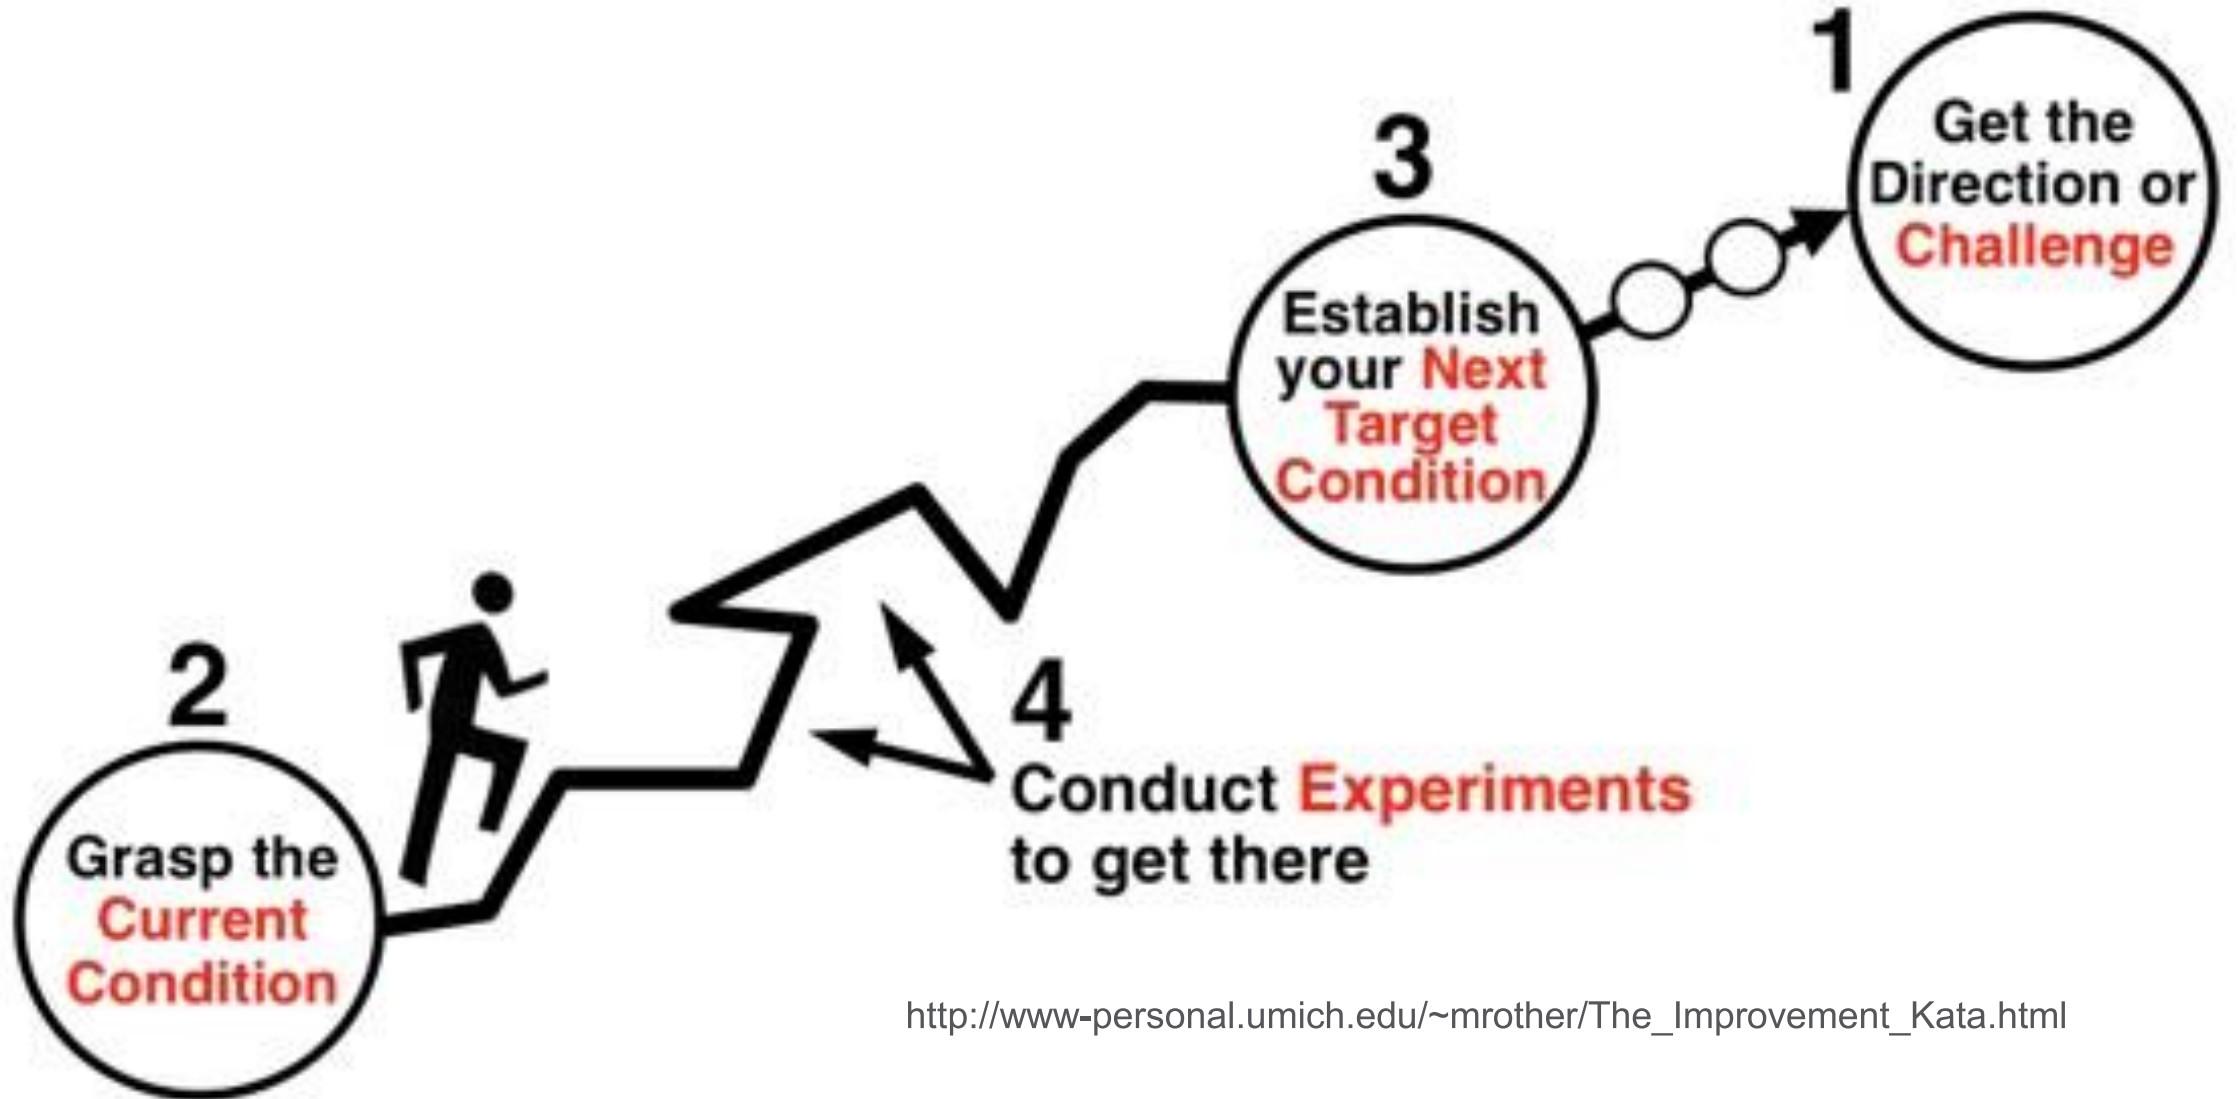 1
Get the
Direction or
Challenge
3
Establish
your Next
Target
Condition
2
Grasp the
Current
Condition
4
Conduct Experiments
to get there
http://www-personal.umich.edu/~mrother/The_Improvement_Kata.html